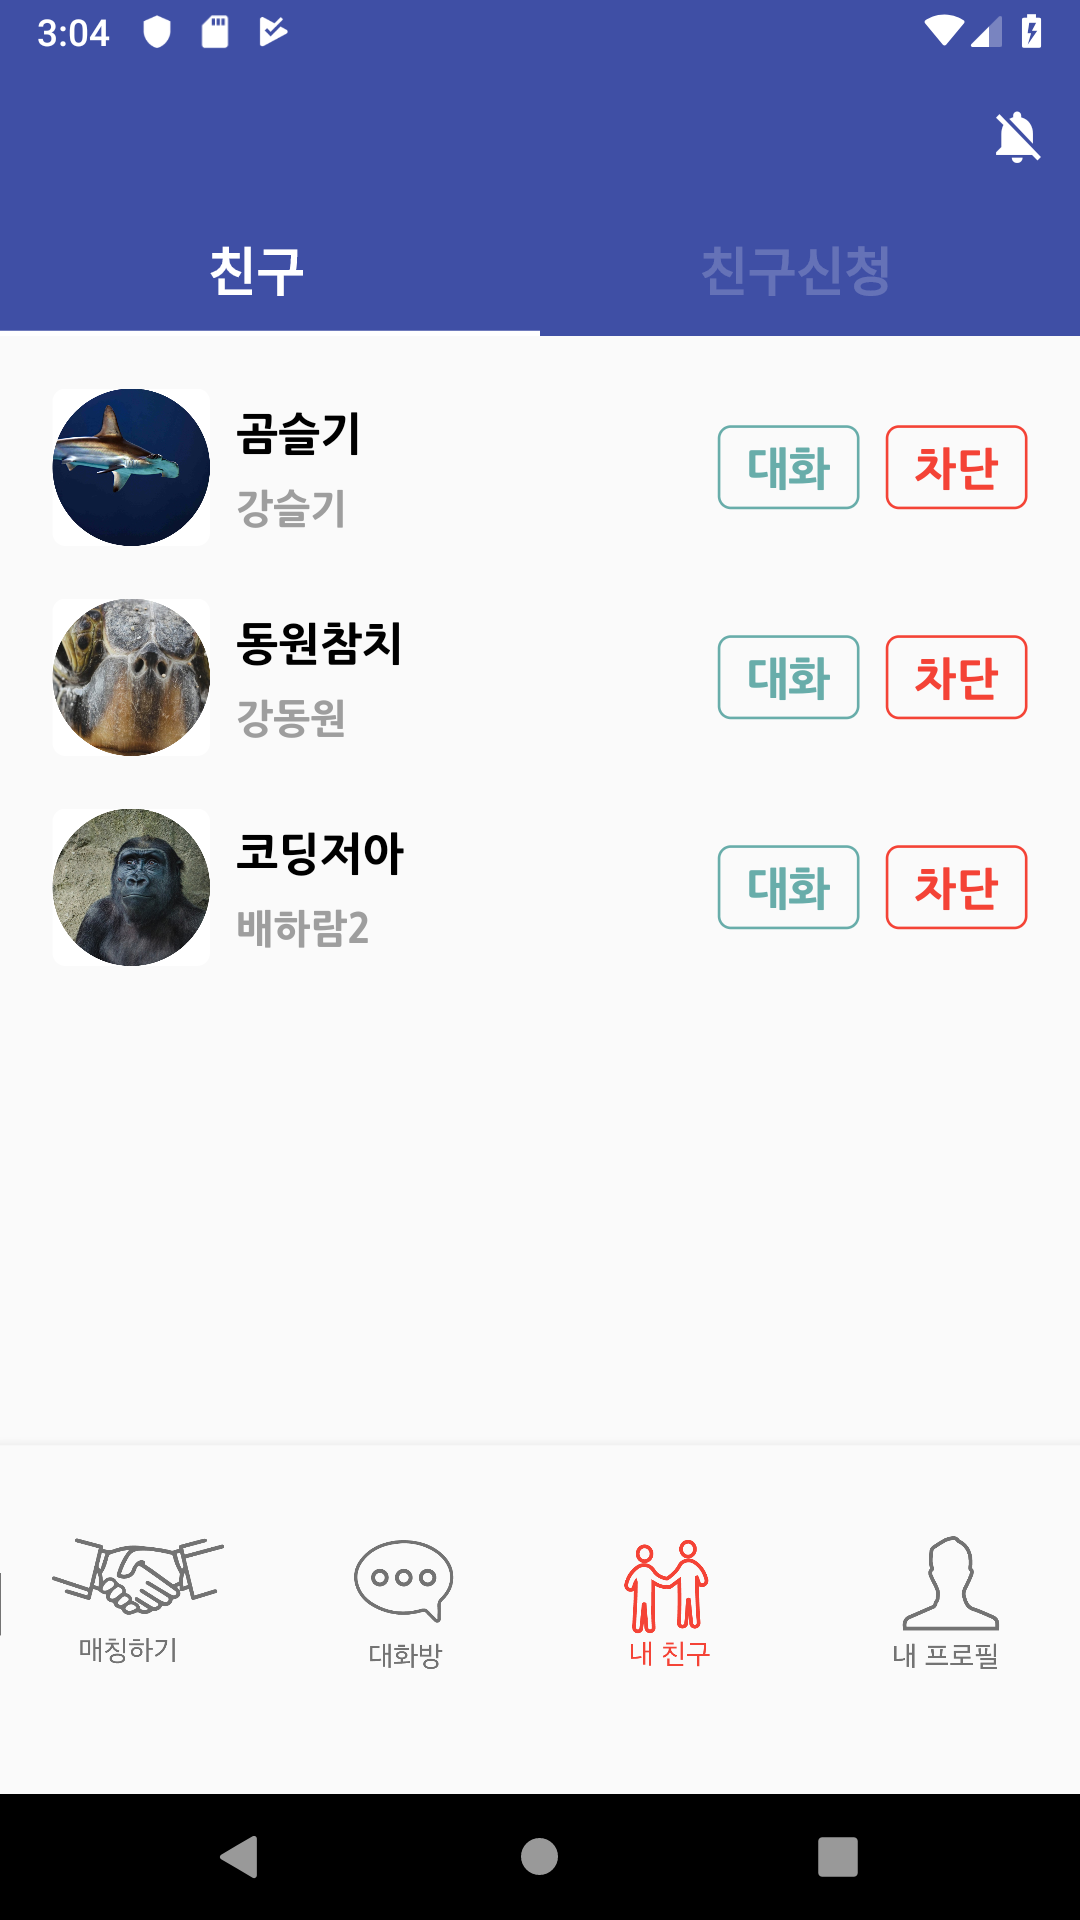 3:04
친구 친구신청
곰슬기
강슬기
대화 차단
동원참치
강동원
대화 차단
코딩저아
배하람2
대화 차단
매칭하기 대화방 내 친구 내 프로필